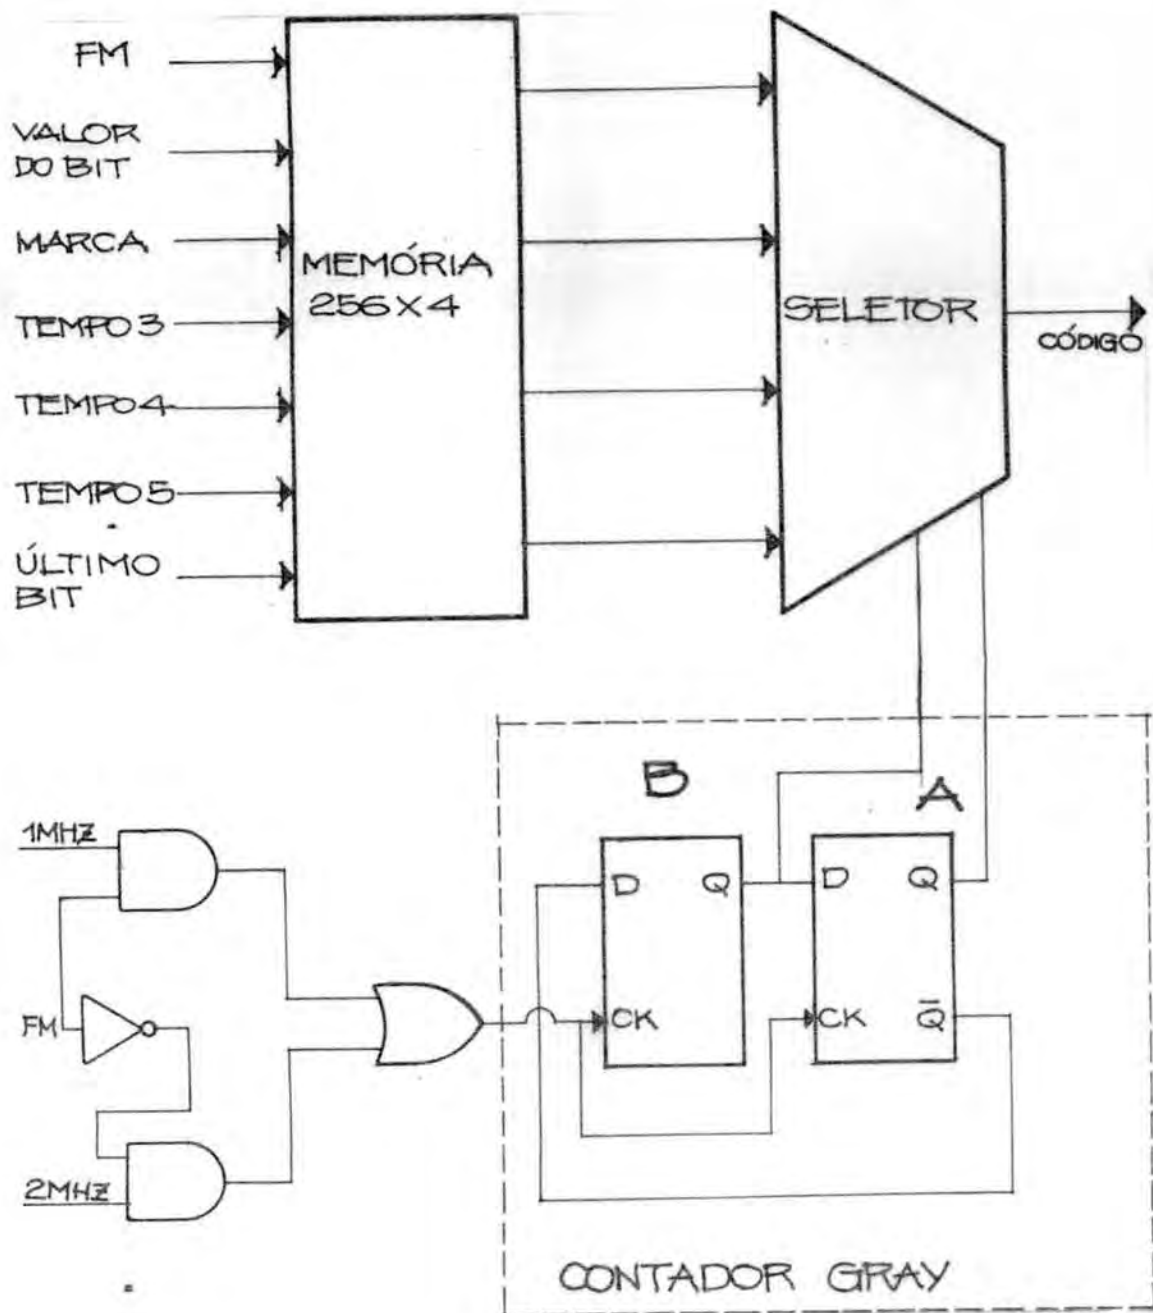 FM
VALOR
DO BIT
MARCA
TEMPO 3
TEMPO 4
TEMPO 5
ÚLTIMO
BIT
MEMÓRIA
256X4
SELETOR
CÓDIGO
B
A
1MHZ
D Q
D Q
FM
CK
CK Q̅
2MHZ
CONTADOR GRAY